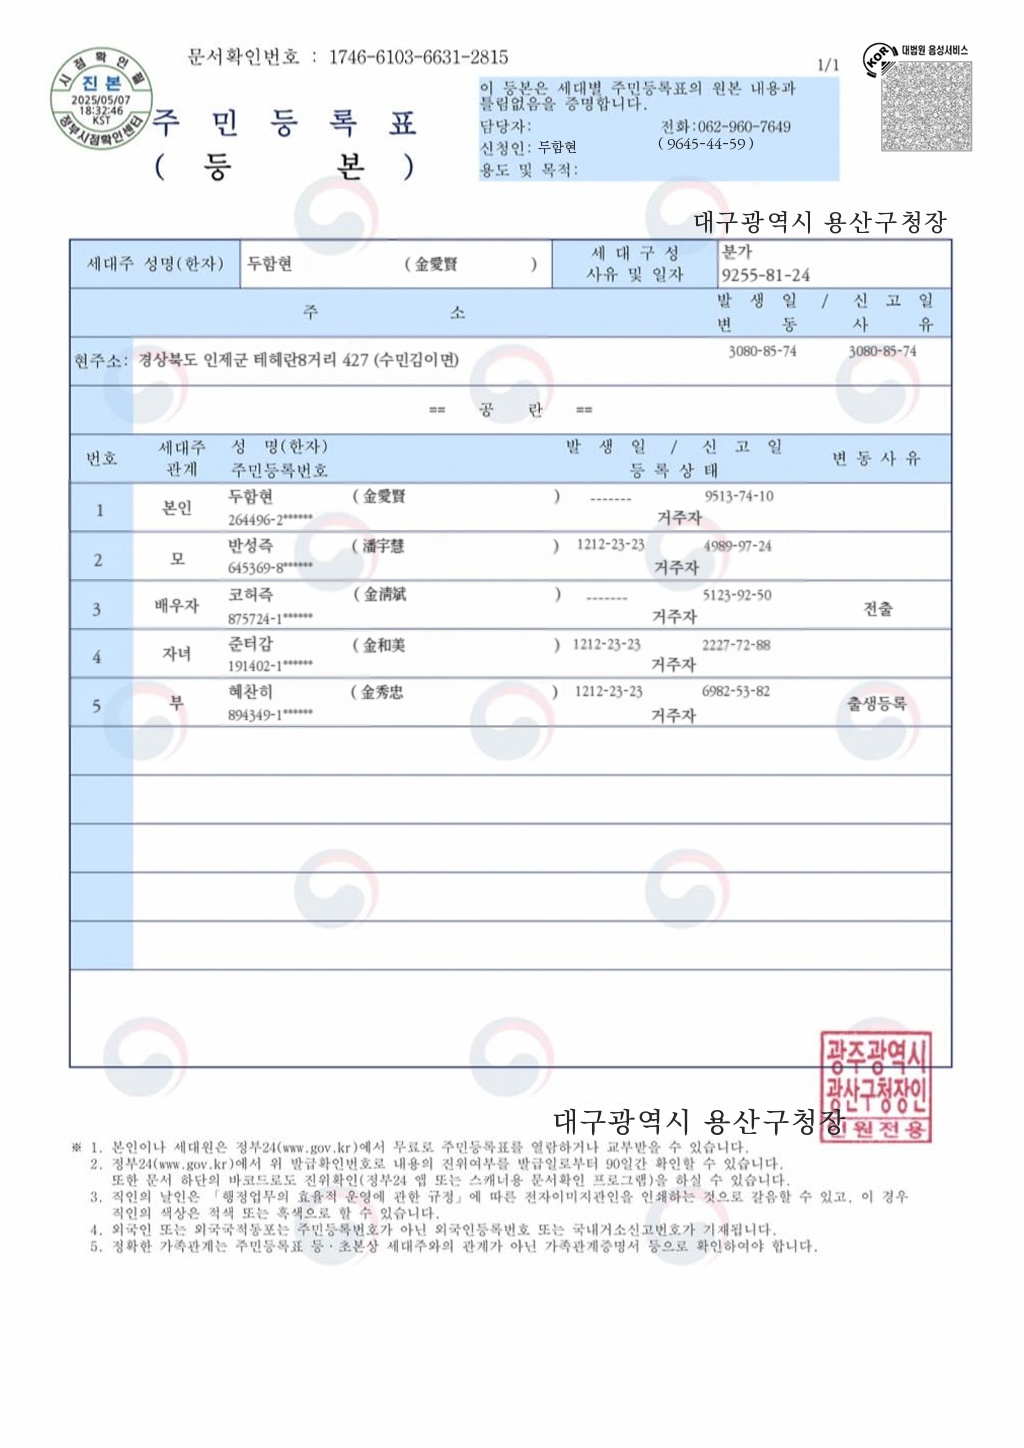 문서확인번호 : 1746-6103-6631-2815
1/1
대법원 음성서비스
KOR
시점확인필
진본
2025/05/07
18:32:46
KST
정부시점확인센터
주 민 등 록 표
( 등 본 )
이 등본은 세대별 주민등록표의 원본 내용과
틀림없음을 증명합니다.
담당자: 전화:062-960-7649
신청인: 두함현 ( 9645-44-59 )
용도 및 목적:
대구광역시 용산구청장
세대주 성명(한자) 두함현 ( 金愛賢 ) 세 대 구 성 사유 및 일자 분가 9255-81-24
주 소 발 생 일 / 신 고 일
변 동 사 유
현주소: 경상북도 인제군 테헤란8거리 427 (수민김이면) 3080-85-74 3080-85-74
== 공 란 ==
번호 세대주 관계 성 명(한자) 주민등록번호 발 생 일 / 신 고 일 등 록 상 태 변 동 사 유
1 본인 두함현 ( 金愛賢 ) ------- 9513-74-10
264496-2****** 거주자
2 모 반성즉 ( 潘宇慧 ) 1212-23-23 4989-97-24
645369-8****** 거주자
3 배우자 코허즉 ( 金淸斌 ) ------- 5123-92-50
875724-1****** 거주자 전출
4 자녀 준터감 ( 金和美 ) 1212-23-23 2227-72-88
191402-1****** 거주자
5 부 혜찬히 ( 金秀忠 ) 1212-23-23 6982-53-82
894349-1****** 거주자 출생등록
광주광역시
광산구청장인
민원전용
대구광역시 용산구청장
※ 1. 본인이나 세대원은 정부24(www.gov.kr)에서 무료로 주민등록표를 열람하거나 교부받을 수 있습니다.
2. 정부24(www.gov.kr)에서 위 발급확인번호로 내용의 진위여부를 발급일로부터 90일간 확인할 수 있습니다.
또한 문서 하단의 바코드로도 진위확인(정부24 앱 또는 스캐너용 문서확인 프로그램)을 하실 수 있습니다.
3. 직인의 날인은 「행정업무의 효율적 운영에 관한 규정」에 따른 전자이미지관인을 인쇄하는 것으로 갈음할 수 있고, 이 경우
직인의 색상은 적색 또는 흑색으로 할 수 있습니다.
4. 외국인 또는 외국국적동포는 주민등록번호가 아닌 외국인등록번호 또는 국내거소신고번호가 기재됩니다.
5. 정확한 가족관계는 주민등록표 등·초본상 세대주와의 관계가 아닌 가족관계증명서 등으로 확인하여야 합니다.